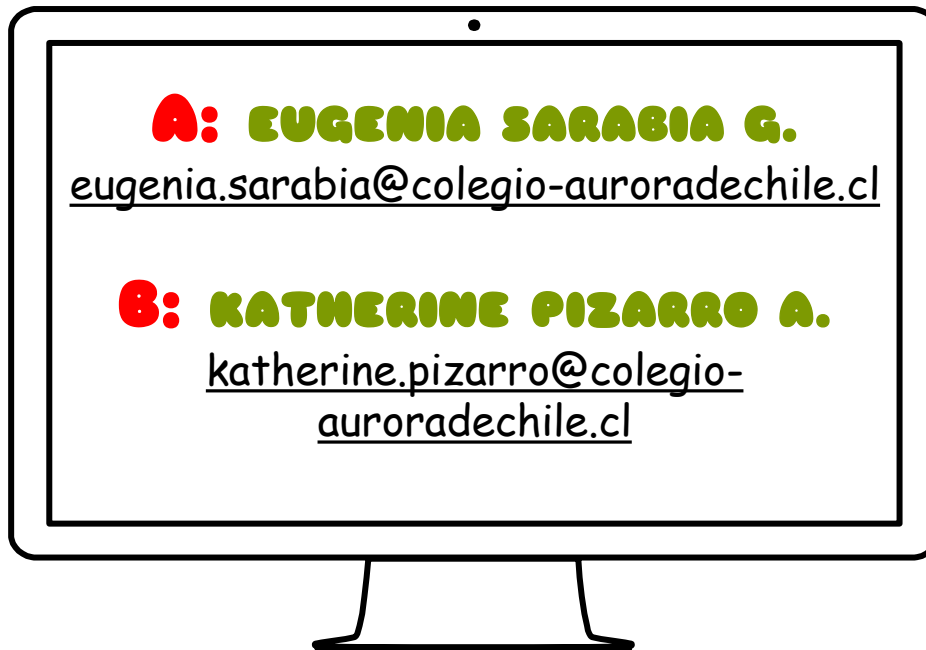 A: EUGENIA SARABIA G.
eugenia.sarabia@colegio-auroradechile.cl
B: KATHERINE PIZARRO A.
katherine.pizarro@colegio-
auroradechile.cl